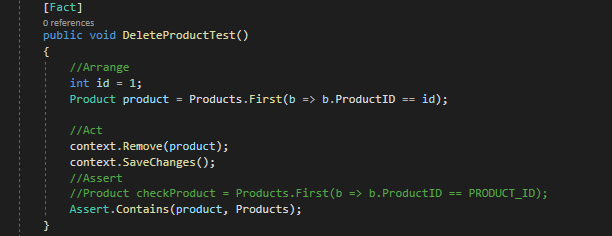 [Fact]
0 references
public void DeleteProductTest()
{
//Arrange
int id = 1;
Product product = Products.First(b => b.ProductID == id);
//Act
context.Remove(product);
context.SaveChanges();
//Assert
//Product checkProduct = Products.First(b => b.ProductID == PRODUCT_ID);
Assert.Contains(product, Products);
}